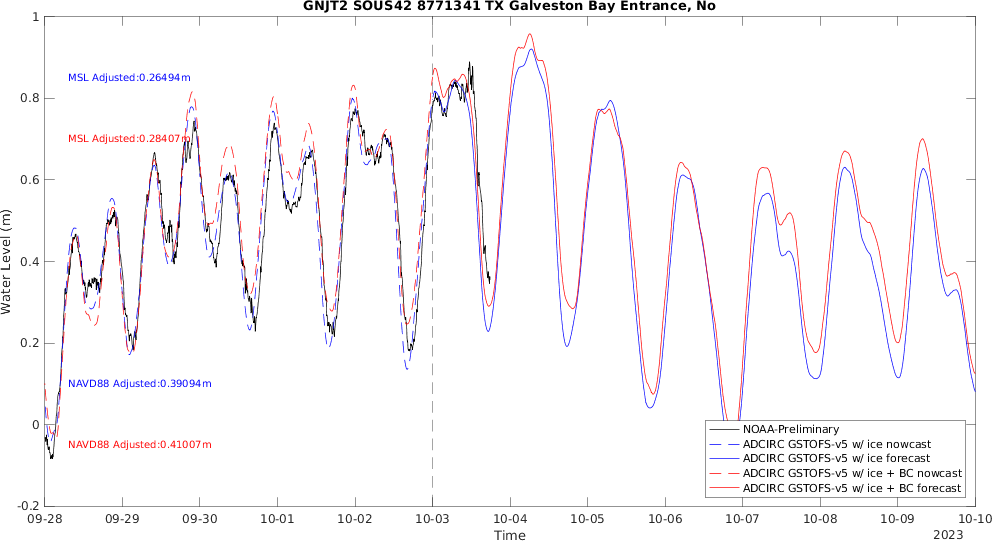 GNJT2 SOUS42 8771341 TX Galveston Bay Entrance, No
1
0.8
0.6
0.4
0.2
0
-0.2
Water Level (m)
MSL Adjusted:0.26494m
MSL Adjusted:0.28407m
NAVD88 Adjusted:0.39094m
NAVD88 Adjusted:0.41007m
NOAA-Preliminary
ADCIRC GSTOFS-v5 w/ ice nowcast
ADCIRC GSTOFS-v5 w/ ice forecast
ADCIRC GSTOFS-v5 w/ ice + BC nowcast
ADCIRC GSTOFS-v5 w/ ice + BC forecast
09-28 09-29 09-30 10-01 10-02 10-03 10-04 10-05 10-06 10-07 10-08 10-09 10-10
Time
2023